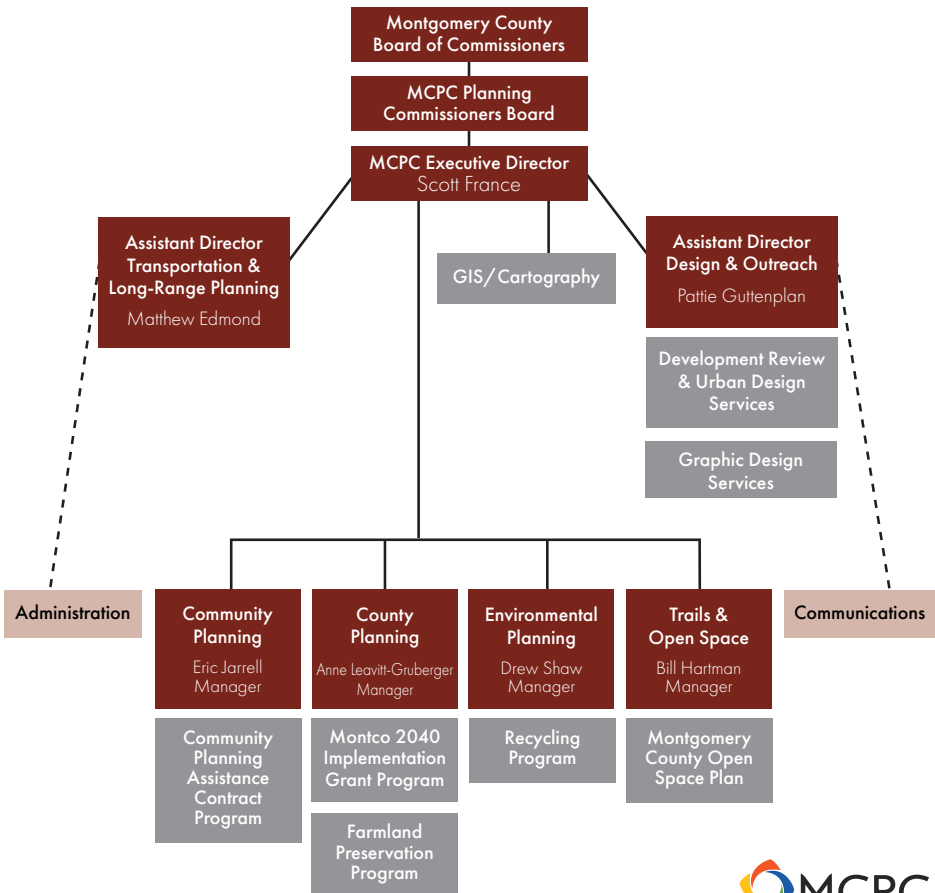 Montgomery County
Board of Commissioners
MCPC Planning
Commissioners Board
MCPC Executive Director
Scott France
Assistant Director
Transportation &
Long-Range Planning
Matthew Edmond
GIS/Cartography
Assistant Director
Design & Outreach
Pattie Guttenplan
Development Review
& Urban Design
Services
Graphic Design
Services
Administration
Community
Planning
Eric Jarrell
Manager
County
Planning
Anne Leavitt-Gruberger
Manager
Environmental
Planning
Drew Shaw
Manager
Trails &
Open Space
Bill Hartman
Manager
Communications
Community
Planning
Assistance
Contract
Program
Montco 2040
Implementation
Grant Program
Farmland
Preservation
Program
Recycling
Program
Montgomery
County Open
Space Plan
MCPC